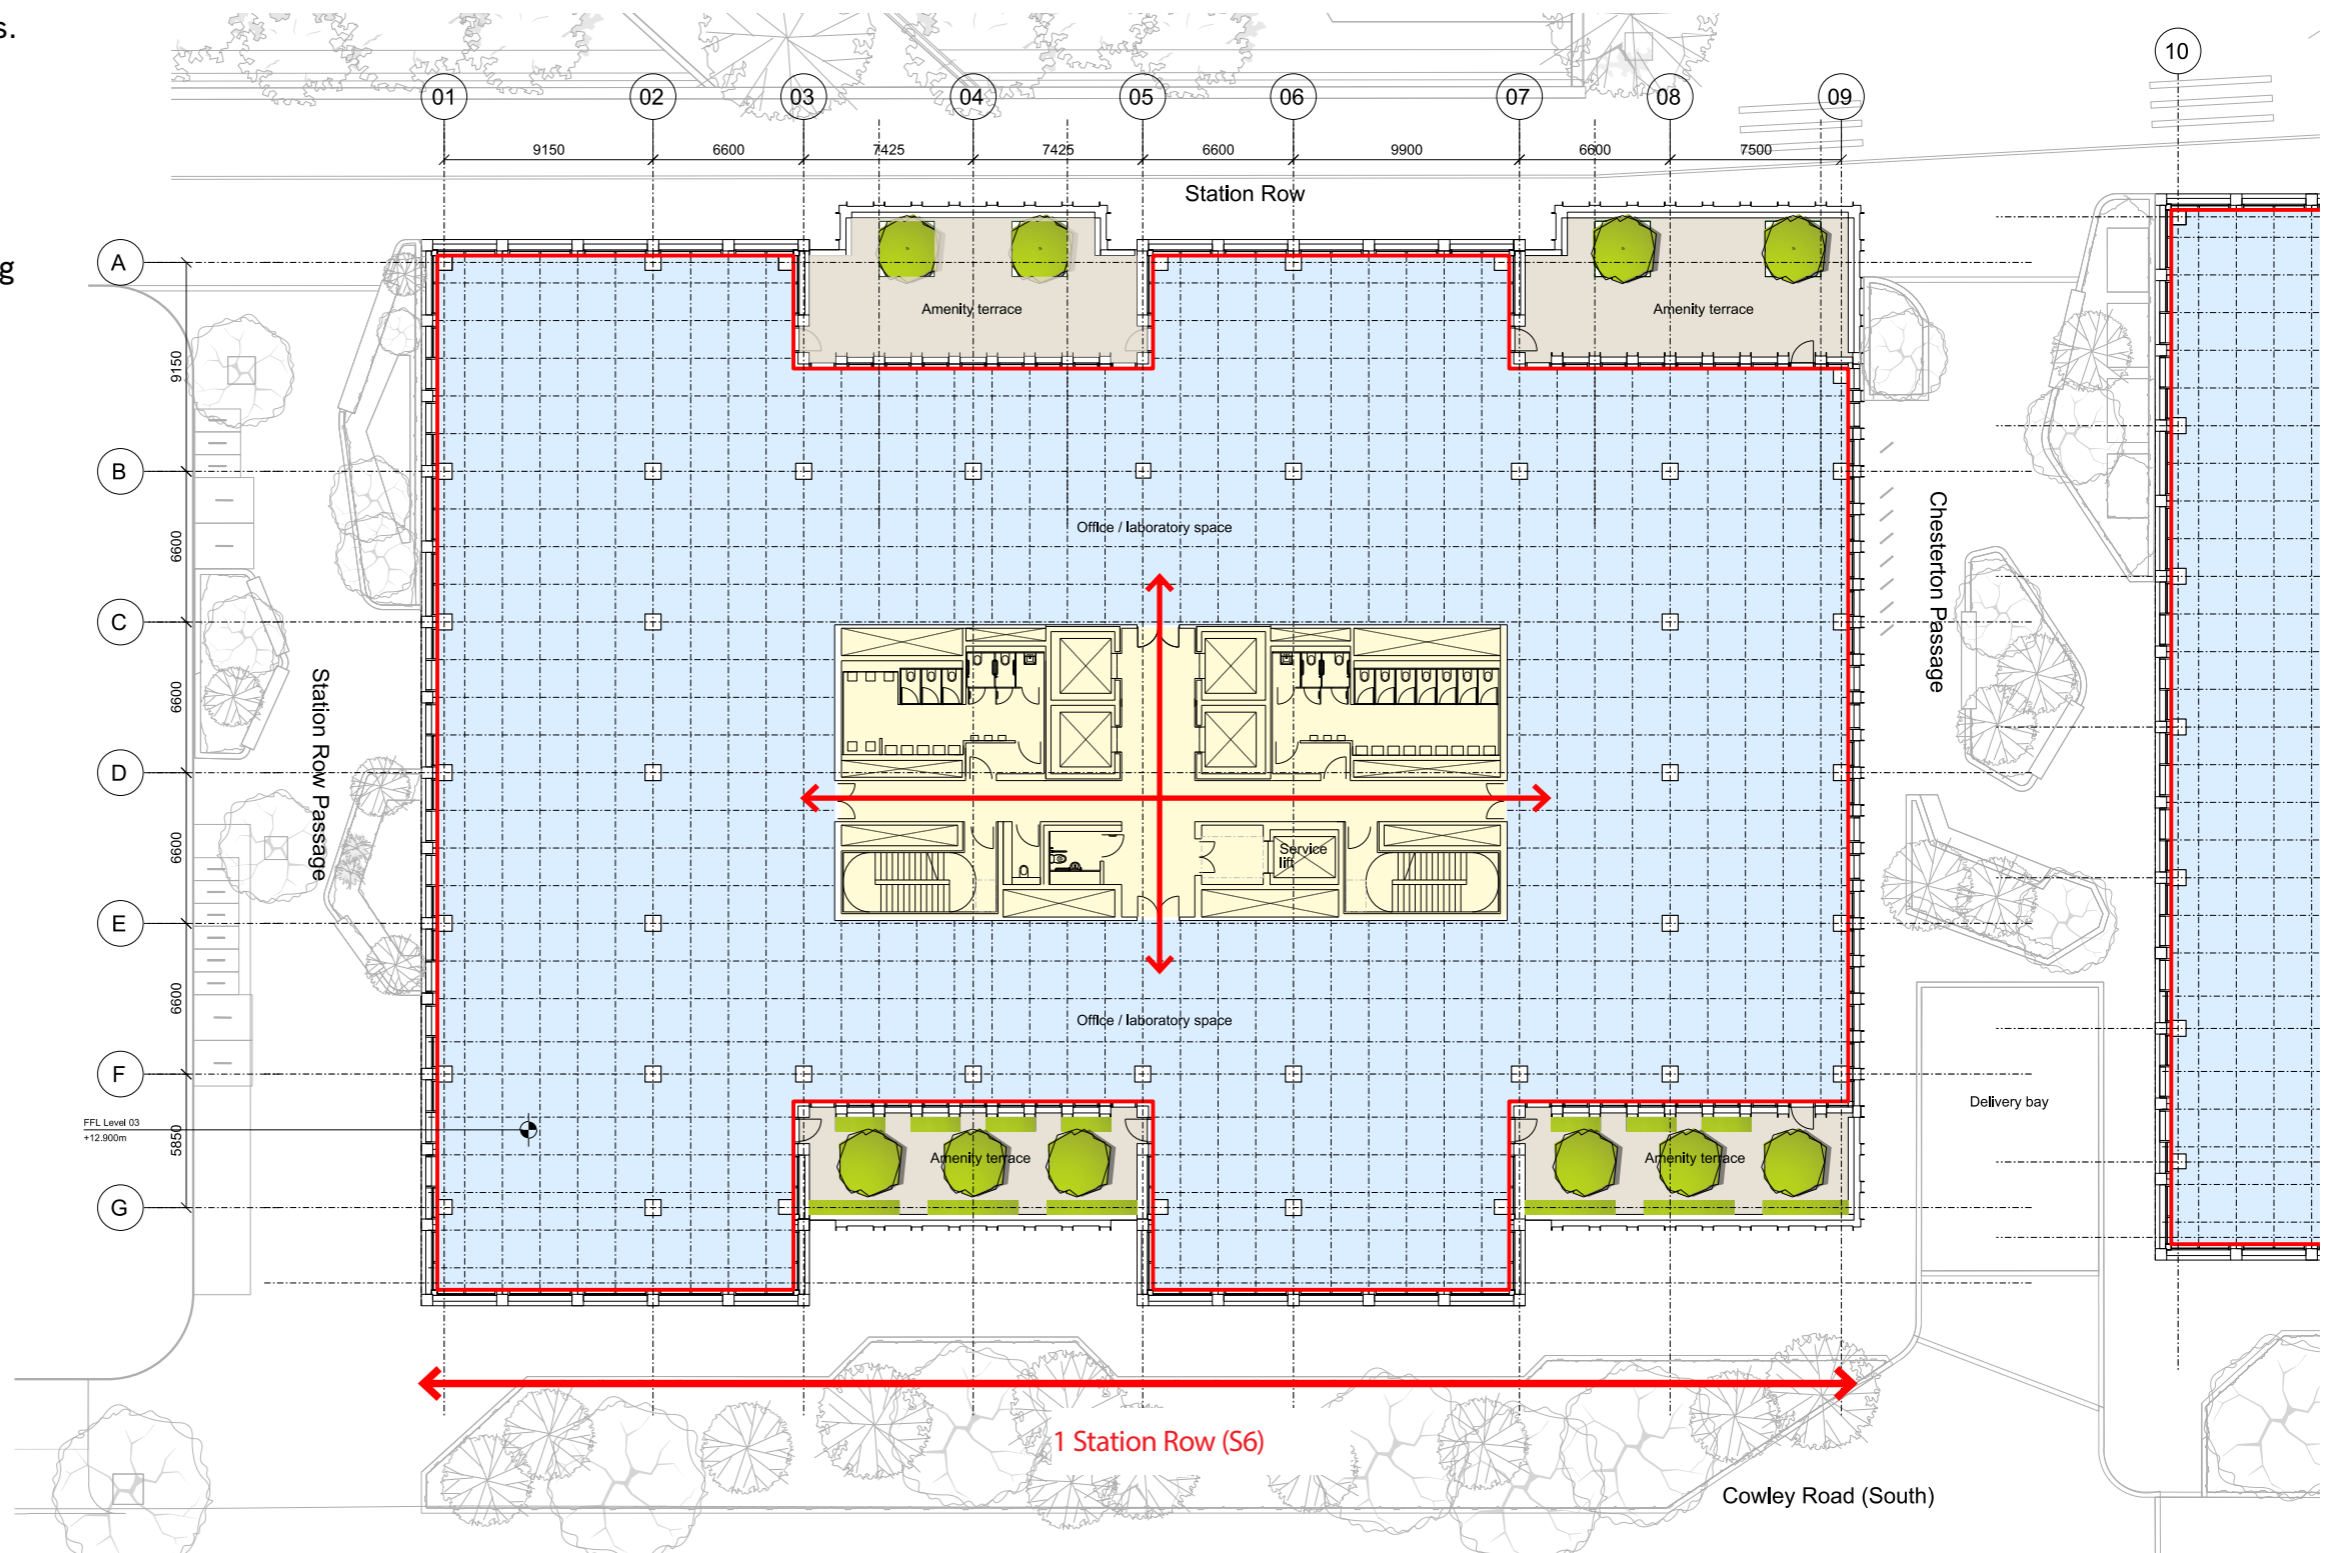 s.
g
01
02
03
04
05
06
07
08
09
10
9150
6600
7425
7425
6600
9900
6600
7500
Station Row
A
B
C
D
E
F
G
9150
6600
6600
6600
6600
5850
Amenity terrace
Amenity terrace
Office / laboratory space
Chesterton Passage
Station Row Passage
Service
lift
Office / laboratory space
Delivery bay
FFL Level 03
+12.900m
Amenity terrace
Amenity terrace
1 Station Row (S6)
Cowley Road (South)